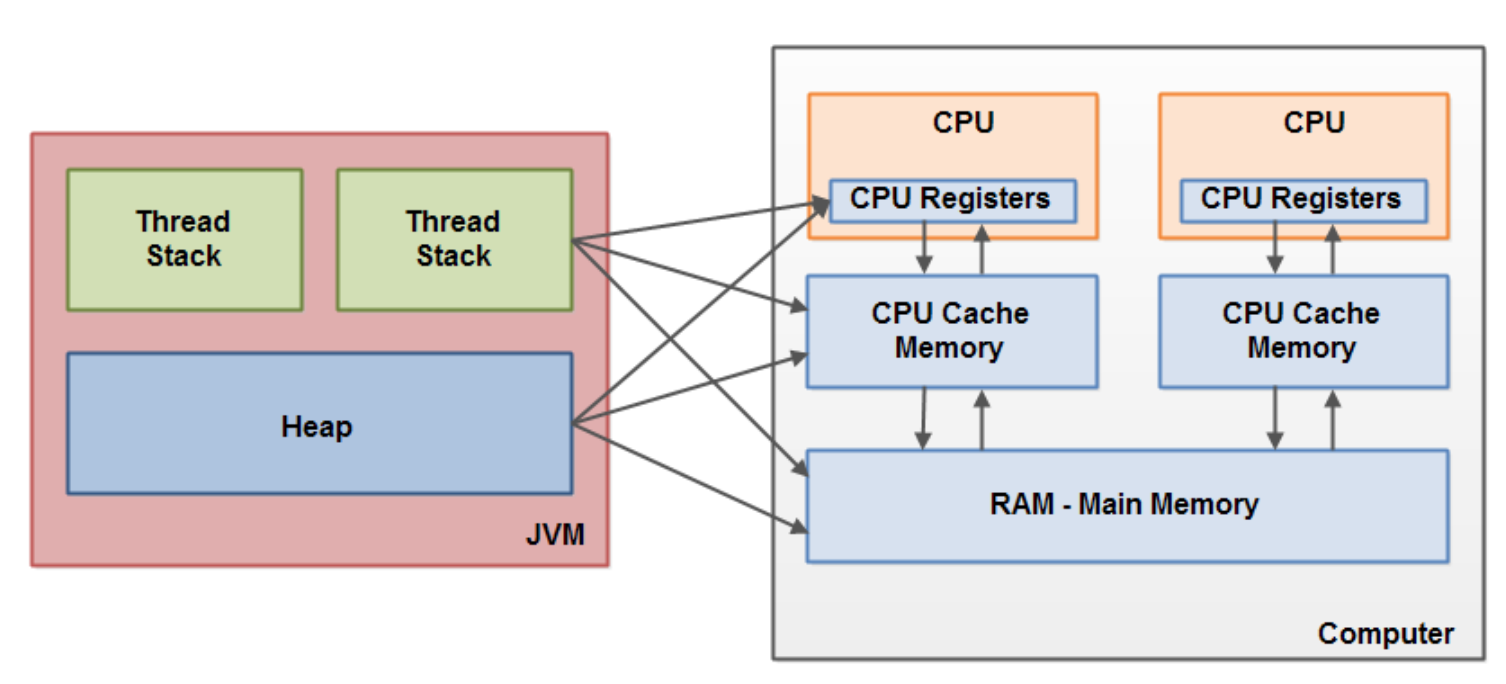 Thread
Stack
Thread
Stack
Heap
JVM
CPU
CPU Registers
CPU Cache
Memory
CPU
CPU Registers
CPU Cache
Memory
RAM - Main Memory
Computer